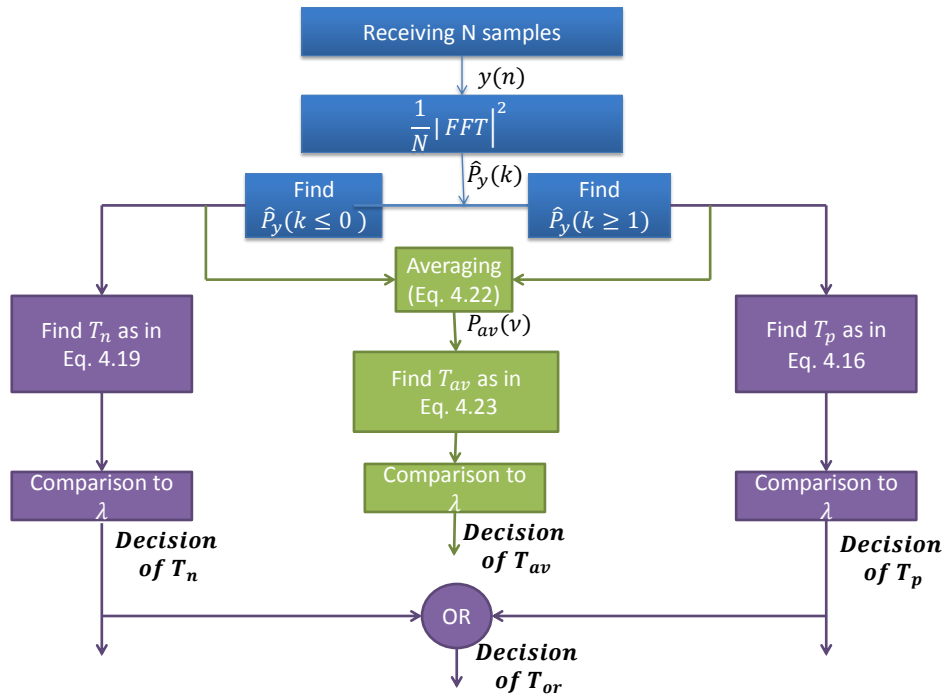 Receiving N samples
y(n)
1/N |FFT|²
P̂_y(k)
Find
P̂_y(k ≤ 0 )
Find
P̂_y(k ≥ 1)
Averaging
(Eq. 4.22)
P_av(ν)
Find T_n as in
Eq. 4.19
Find T_av as in
Eq. 4.23
Find T_p as in
Eq. 4.16
Comparison to
λ
Comparison to
λ
Comparison to
λ
Decision
of T_n
Decision
of T_av
Decision
of T_p
OR
Decision
of T_or